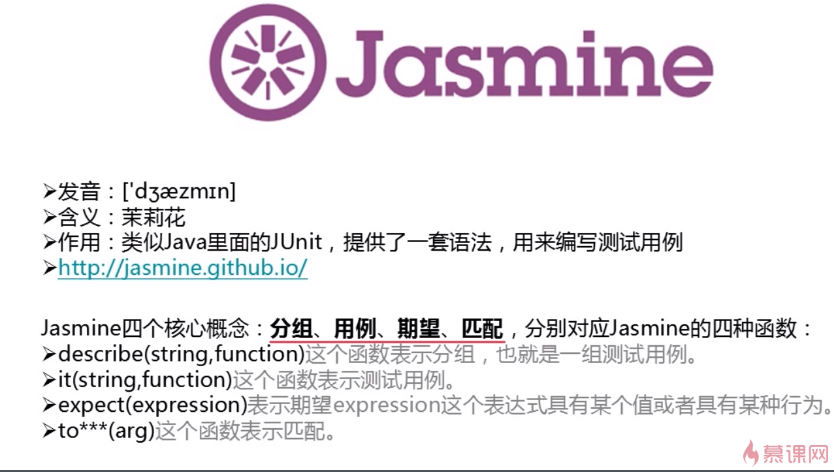 Jasmine
➢发音：['dʒæzmɪn]
➢含义：茉莉花
➢作用：类似Java里面的JUnit，提供了一套语法，用来编写测试用例
➢http://jasmine.github.io/
Jasmine四个核心概念：分组、用例、期望、匹配，分别对应Jasmine的四种函数：
➢describe(string,function)这个函数表示分组，也就是一组测试用例。
➢it(string,function)这个函数表示测试用例。
➢expect(expression)表示期望expression这个表达式具有某个值或者具有某种行为。
➢to***(arg)这个函数表示匹配。
慕课网